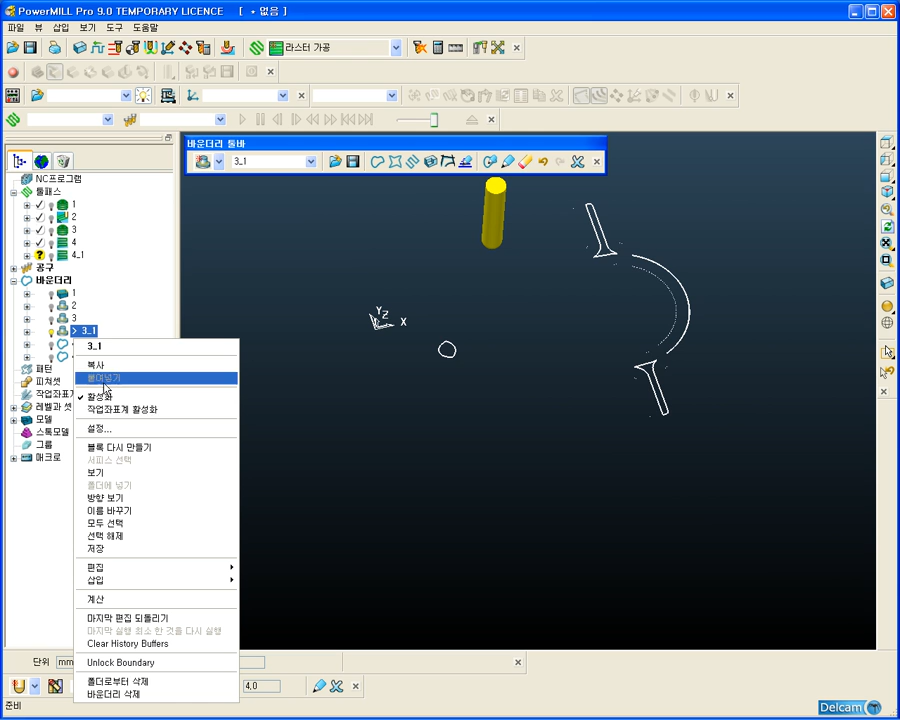 PowerMILL Pro 9.0 TEMPORARY LICENCE [ + 없음 ]
파일 뷰 삽입 보기 도구 도움말
라스터 가공
바운더리 툴바
3_1
NC프로그램
툴패스
1
2
3
4
4_1
공구
바운더리
1
2
3
> 3_1
패턴
피쳐셋
작업좌표계
레벨과 셋
모델
스톡모델
그룹
매크로
3_1
복사
붙여넣기
활성화
작업좌표계 활성화
설정...
블록 다시 만들기
서피스 선택
보기
폴더에 넣기
방향 보기
이름 바꾸기
모두 선택
선택 해제
저장
편집
삽입
계산
마지막 편집 되돌리기
마지막 실행 최소 한 것을 다시 실행
Clear History Buffers
Unlock Boundary
폴더로부터 삭제
바운더리 삭제
Y
Z
X
단위 mm
4,0
준비
Delcam